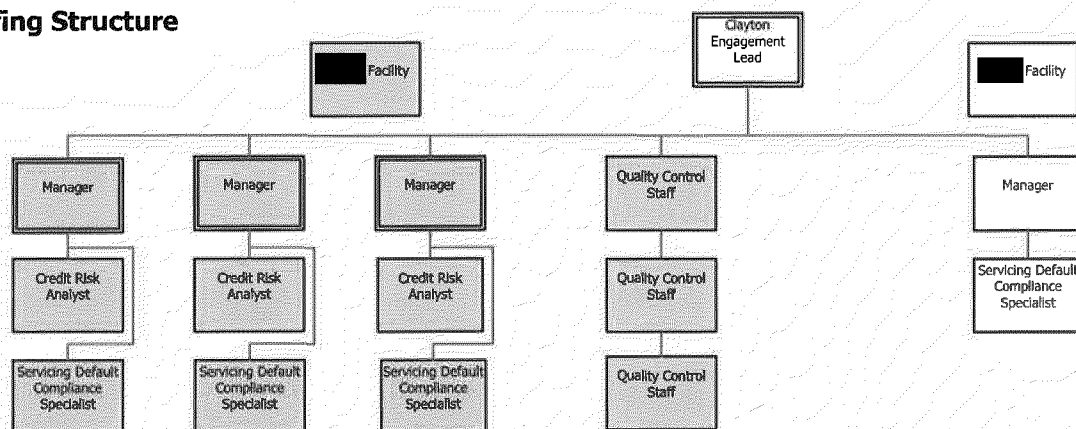 fing Structure
Clayton
Engagement
Lead
Facility
Facility
Manager
Manager
Manager
Quality Control
Staff
Manager
Credit Risk
Analyst
Credit Risk
Analyst
Credit Risk
Analyst
Quality Control
Staff
Servicing Default
Compliance
Specialist
Servicing Default
Compliance
Specialist
Servicing Default
Compliance
Specialist
Servicing Default
Compliance
Specialist
Quality Control
Staff